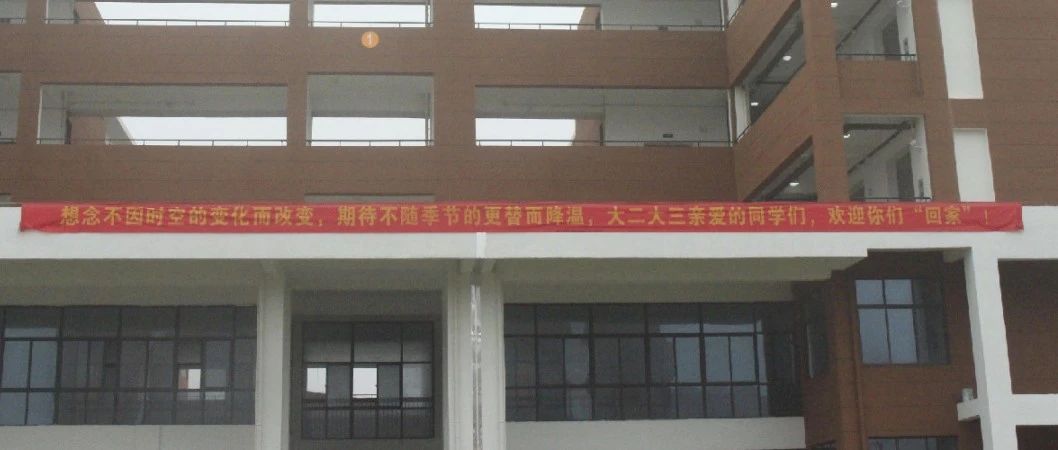 ①
想念不因时空的变化而改变，期待不随季节的更替而降温，大二大三亲爱的同学们，欢迎你们“回家”！